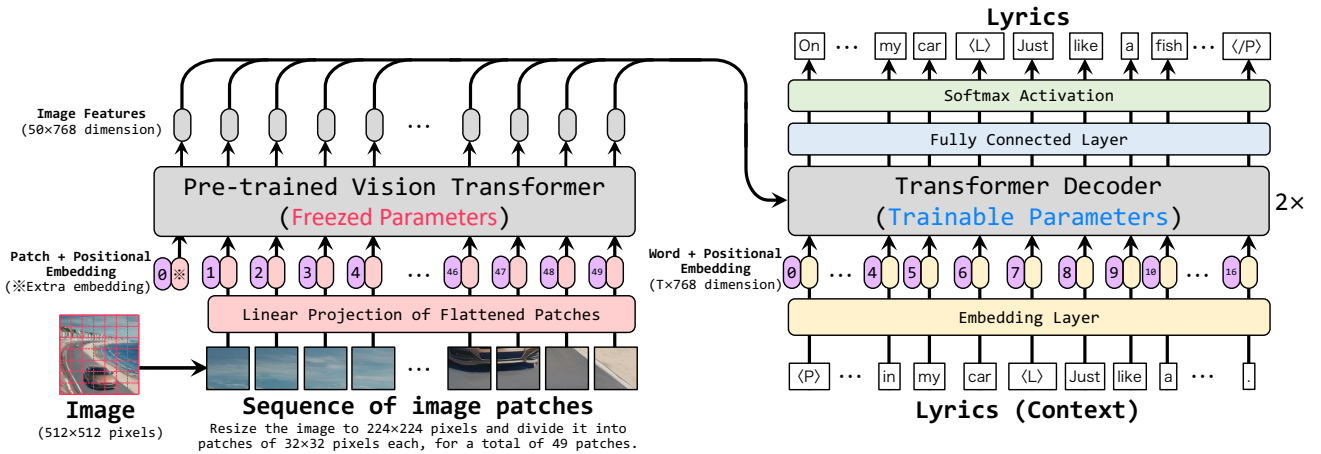 Lyrics
On ... my car ⟨L⟩ Just like a fish ... ⟨/P⟩
Softmax Activation
Fully Connected Layer
Transformer Decoder
(Trainable Parameters)
2×
Word + Positional
Embedding
(T×768 dimension)
0 ... 4 5 6 7 8 9 10 ... 16
Embedding Layer
⟨P⟩ ... in my car ⟨L⟩ Just like a ... .
Lyrics (Context)
Image Features
(50×768 dimension)
...
Pre-trained Vision Transformer
(Freezed Parameters)
Patch + Positional
Embedding
(※Extra embedding)
0 ※ 1 2 3 4 ... 46 47 48 49
Linear Projection of Flattened Patches
...
Image
(512×512 pixels)
Sequence of image patches
Resize the image to 224×224 pixels and divide it into
patches of 32×32 pixels each, for a total of 49 patches.